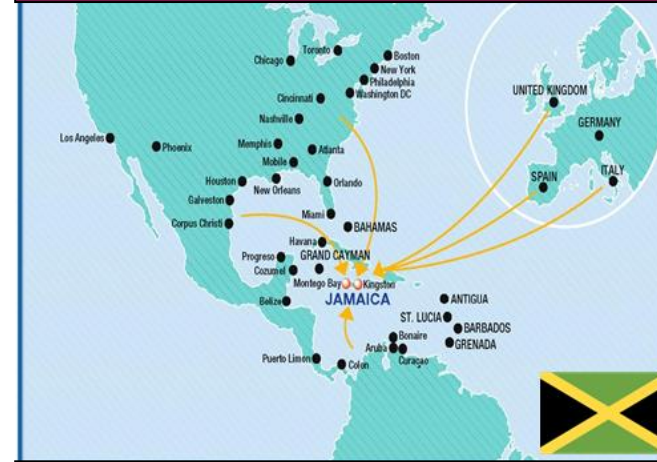 Toronto
Boston
Chicago
New York
Philadelphia
Washington DC
Cincinnati
UNITED KINGDOM
Nashville
GERMANY
Los Angeles
Phoenix
Memphis
Atlanta
Mobile
SPAIN
ITALY
Houston
New Orleans
Orlando
Galveston
Miami
Corpus Christi
BAHAMAS
Havana
Progreso
GRAND CAYMAN
Cozumel
Montego Bay
Kingston
JAMAICA
Belize
ANTIGUA
ST. LUCIA
BARBADOS
Bonaire
GRENADA
Aruba
Curaçao
Puerto Limon
Colon